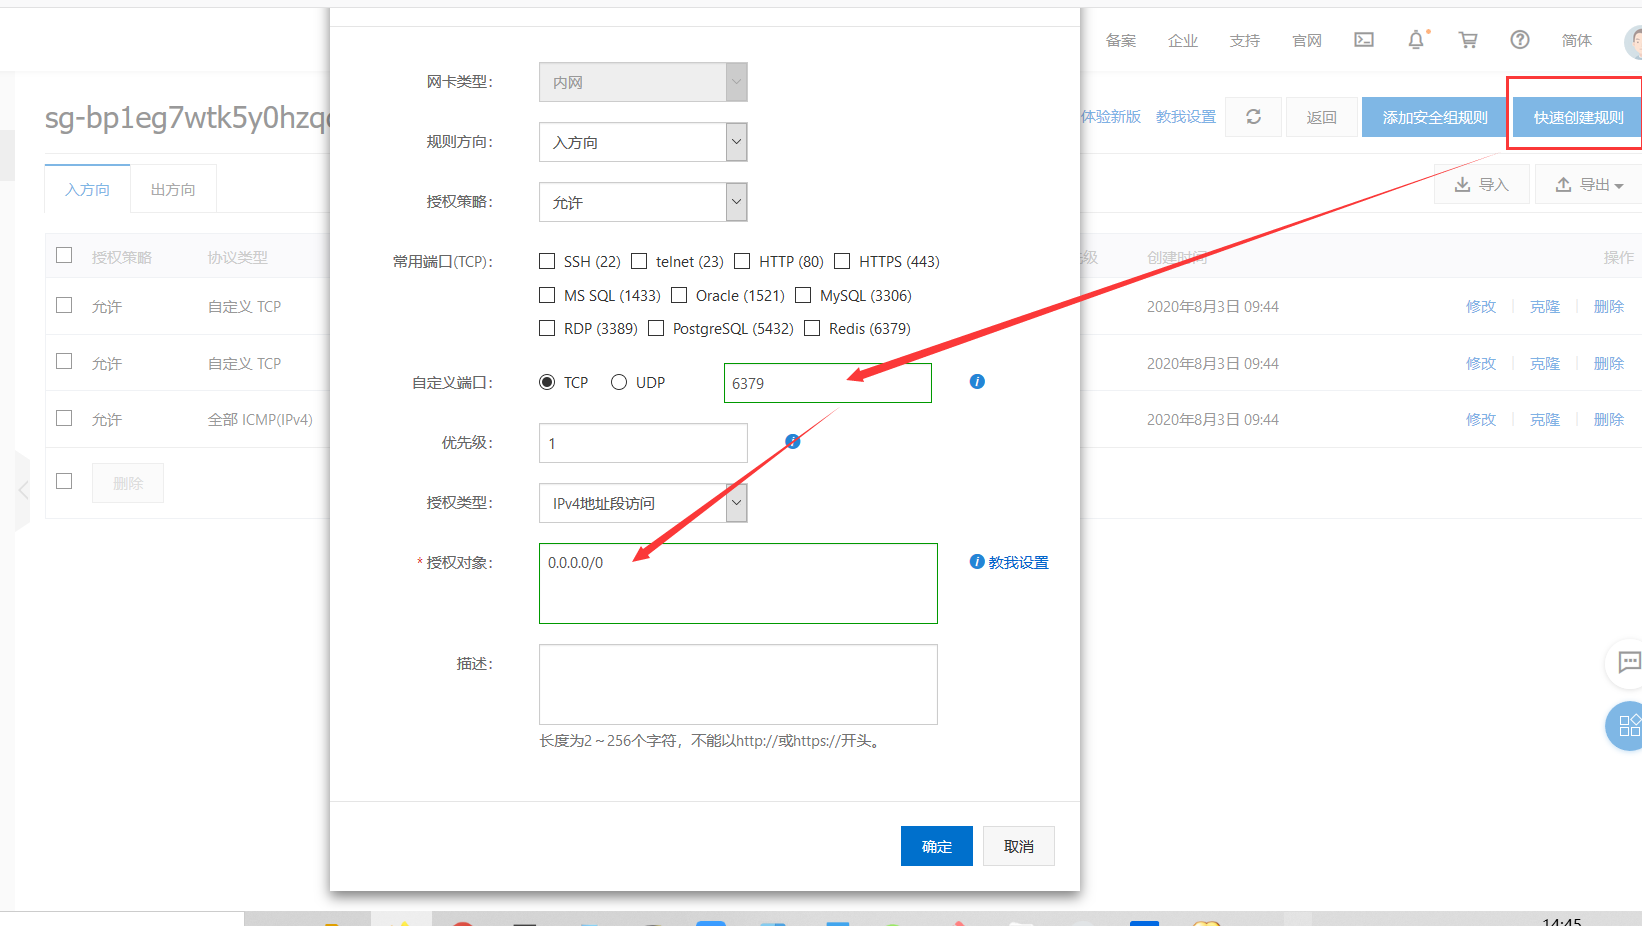 备案 企业 支持 官网 简体
sg-bp1eg7wtk5y0hzq
体验新版 教我设置 返回 添加安全组规则 快速创建规则
入方向 出方向
导入 导出
授权策略 协议类型 级 创建时间 操作
允许 自定义 TCP 2020年8月3日 09:44 修改 克隆 删除
允许 自定义 TCP 2020年8月3日 09:44 修改 克隆 删除
允许 全部 ICMP(IPv4) 2020年8月3日 09:44 修改 克隆 删除
删除
网卡类型: 内网
规则方向: 入方向
授权策略: 允许
常用端口(TCP): SSH (22) telnet (23) HTTP (80) HTTPS (443)
MS SQL (1433) Oracle (1521) MySQL (3306)
RDP (3389) PostgreSQL (5432) Redis (6379)
自定义端口: TCP UDP 6379
优先级: 1
授权类型: IPv4地址段访问
* 授权对象: 0.0.0.0/0 教我设置
描述:
长度为2~256个字符，不能以http://或https://开头。
确定 取消
14:45